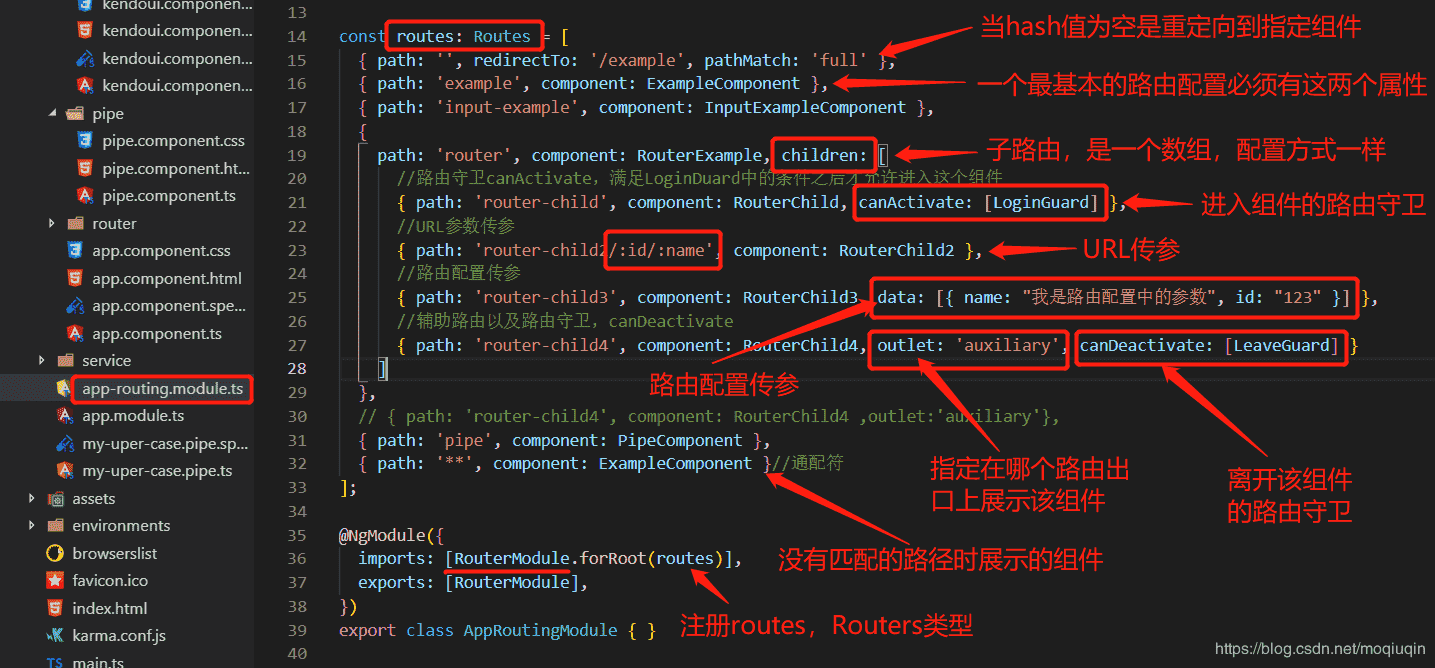 kendoui.componen...
kendoui.componen...
kendoui.componen...
kendoui.componen...
pipe
pipe.component.css
pipe.component.ht...
pipe.component.ts
router
app.component.css
app.component.html
app.component.spe...
app.component.ts
service
app-routing.module.ts
app.module.ts
my-uper-case.pipe.sp...
my-uper-case.pipe.ts
assets
environments
browserslist
favicon.ico
index.html
karma.conf.js
TS main.ts
13
14 const routes: Routes = [
当hash值为空是重定向到指定组件
15 { path: '', redirectTo: '/example', pathMatch: 'full' },
16 { path: 'example', component: ExampleComponent },
一个最基本的路由配置必须有这两个属性
17 { path: 'input-example', component: InputExampleComponent },
18 {
19 path: 'router', component: RouterExample, children: [
子路由，是一个数组，配置方式一样
20 //路由守卫canActivate，满足LoginDuard中的条件之后才允许进入这个组件
21 { path: 'router-child', component: RouterChild, canActivate: [LoginGuard] },
进入组件的路由守卫
22 //URL参数传参
23 { path: 'router-child2/:id/:name', component: RouterChild2 },
URL传参
24 //路由配置传参
25 { path: 'router-child3', component: RouterChild3, data: [{ name: "我是路由配置中的参数", id: "123" }] },
26 //辅助路由以及路由守卫，canDeactivate
27 { path: 'router-child4', component: RouterChild4, outlet: 'auxiliary', canDeactivate: [LeaveGuard] }
28 ]
路由配置传参
29 },
30 // { path: 'router-child4', component: RouterChild4 ,outlet:'auxiliary'},
31 { path: 'pipe', component: PipeComponent },
32 { path: '**', component: ExampleComponent }//通配符
指定在哪个路由出
口上展示该组件
离开该组件
的路由守卫
33 ];
34
35 @NgModule({
36 imports: [RouterModule.forRoot(routes)],
没有匹配的路径时展示的组件
37 exports: [RouterModule],
38 })
39 export class AppRoutingModule { }
注册routes，Routers类型
40
https://blog.csdn.net/moqiuqin